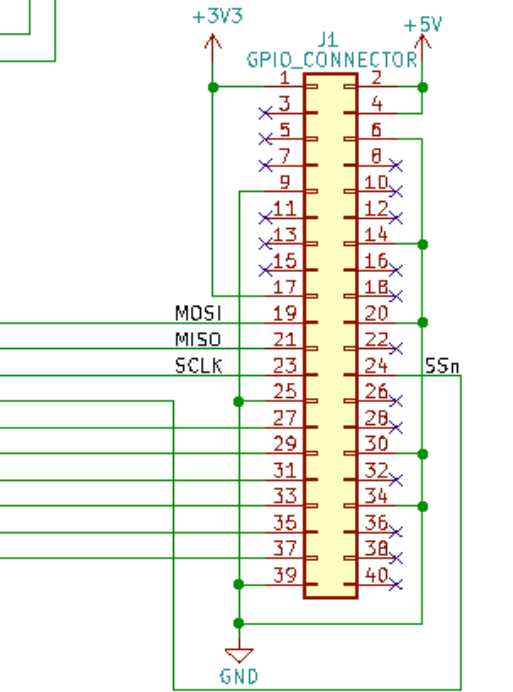 +3V3
+5V
J1
GPIO_CONNECTOR
1 2
3 4
5 6
7 8
9 10
11 12
13 14
15 16
17 18
MOSI 19 20
MISO 21 22
SCLK 23 24 SSn
25 26
27 28
29 30
31 32
33 34
35 36
37 38
39 40
GND